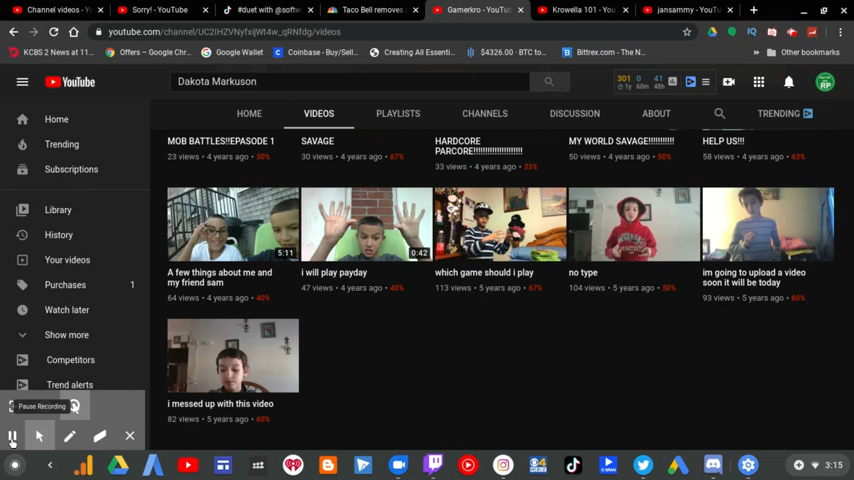 Channel videos - Yo
Sorry! - YouTube
#duet with @softw
Taco Bell removes
Gamerkro - YouTub
Krowella 101 - You
jansammy - YouTu
youtube.com/channel/UC2IHZVNyfxijWt4w_qRNfdg/videos
KCBS 2 News at 11...
Offers – Google Chr...
Google Wallet
Coinbase - Buy/Sell...
Creating All Essenti...
$4326.00 · BTC to...
Bittrex.com - The N...
Other bookmarks
YouTube
Dakota Markuson
301 0 41
1y 60m 48h
RP
HOME VIDEOS PLAYLISTS CHANNELS DISCUSSION ABOUT TRENDING
Home
Trending
Subscriptions
Library
History
Your videos
Purchases 1
Watch later
Show more
Competitors
Trend alerts
Pause Recording
MOB BATTLES!!EPASODE 1
23 views • 4 years ago • 50%
SAVAGE
30 views • 4 years ago • 67%
HARDCORE
PARCORE!!!!!!!!!!!!!!!!!!!!!!
33 views • 4 years ago • 33%
MY WORLD SAVAGE!!!!!!!!!!!
50 views • 4 years ago • 50%
HELP US!!!
58 views • 4 years ago • 63%
5:11
A few things about me and
my friend sam
64 views • 4 years ago • 40%
0:42
i will play payday
47 views • 4 years ago • 40%
which game should i play
113 views • 5 years ago • 67%
no type
104 views • 5 years ago • 50%
im going to upload a video
soon it will be today
93 views • 5 years ago • 60%
i messed up with this video
82 views • 5 years ago • 60%
3:15